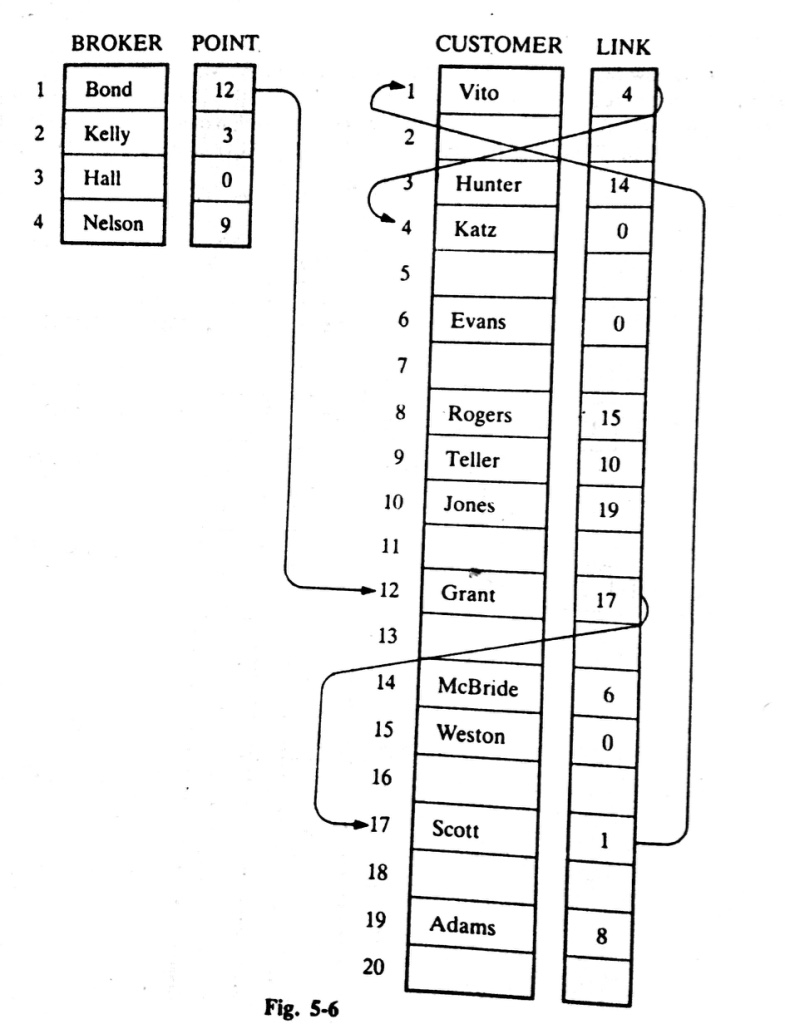 BROKER POINT CUSTOMER LINK
1 Bond 12
2 Kelly 3
3 Hall 0
4 Nelson 9
1 Vito 4
2
3 Hunter 14
4 Katz 0
5
6 Evans 0
7
8 Rogers 15
9 Teller 10
10 Jones 19
11
12 Grant 17
13
14 McBride 6
15 Weston 0
16
17 Scott 1
18
19 Adams 8
20
Fig. 5-6